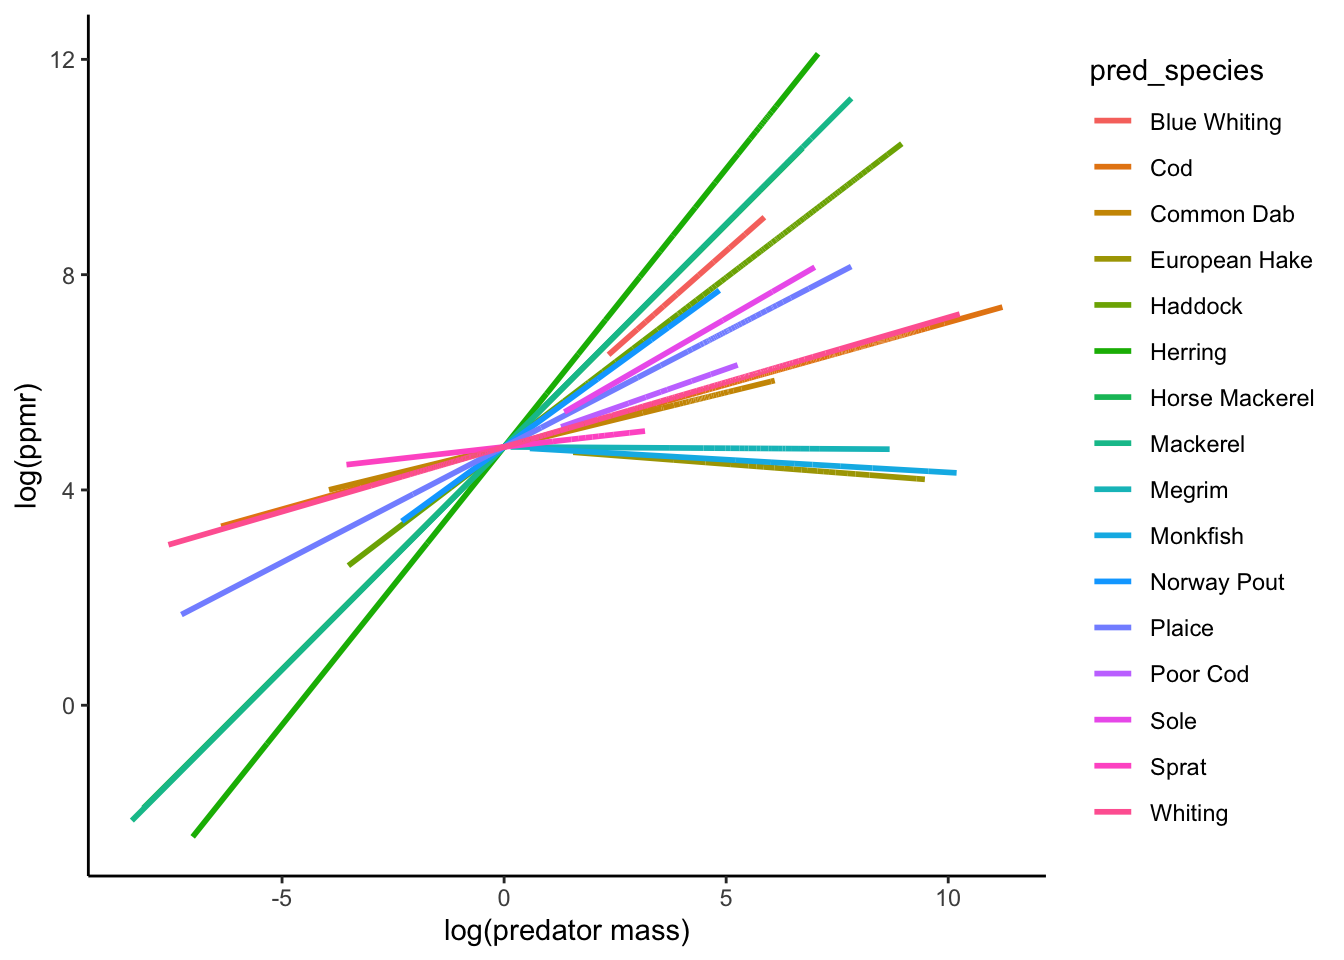 12
8
4
0
log(ppmr)
-5 0 5 10
log(predator mass)
pred_species
Blue Whiting
Cod
Common Dab
European Hake
Haddock
Herring
Horse Mackerel
Mackerel
Megrim
Monkfish
Norway Pout
Plaice
Poor Cod
Sole
Sprat
Whiting